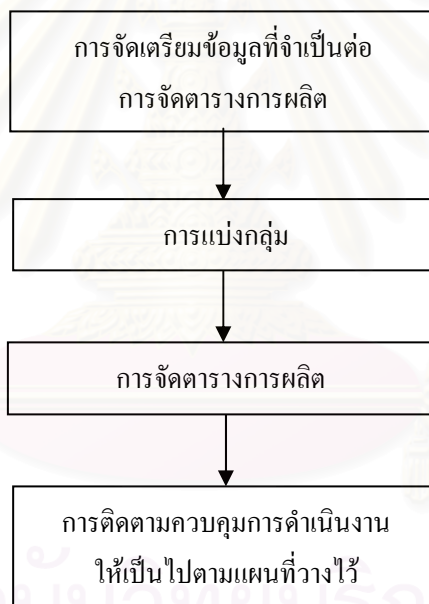 การจัดเตรียมข้อมูลที่จำเป็นต่อ
การจัดตารางการผลิต
การแบ่งกลุ่ม
การจัดตารางการผลิต
การติดตามควบคุมการดำเนินงาน
ให้เป็นไปตามแผนที่วางไว้